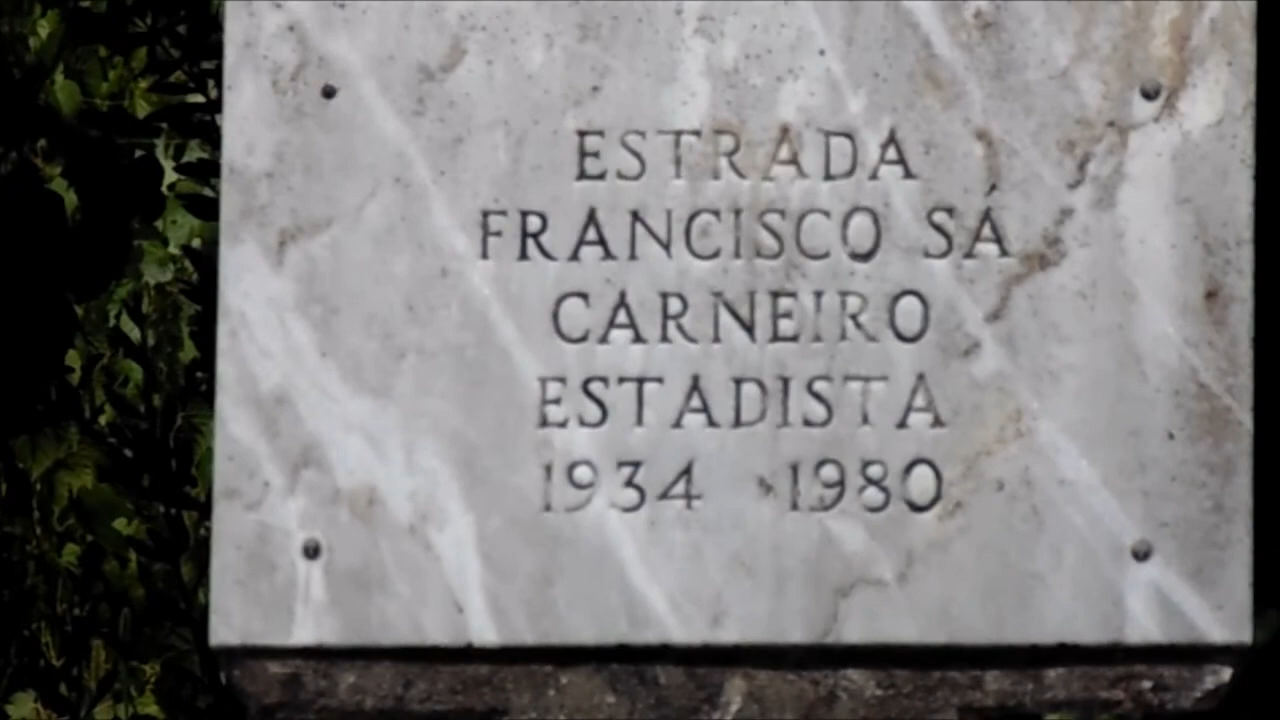 ESTRADA
FRANCISCO SÁ
CARNEIRO
ESTADISTA
1934 1980